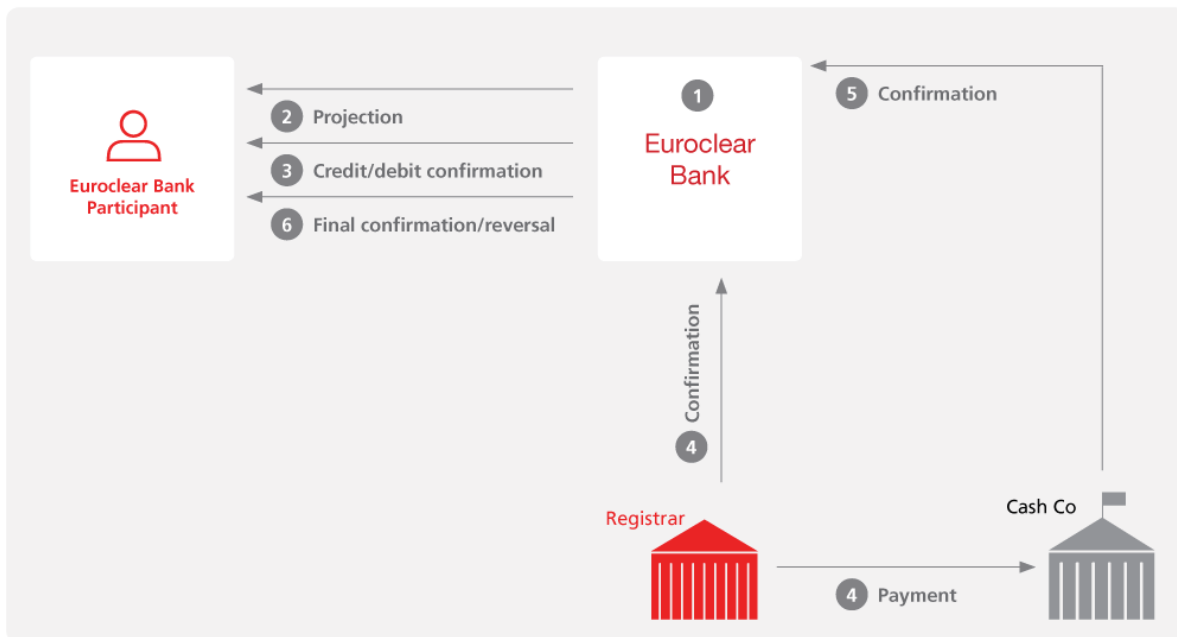 1
5 Confirmation
2 Projection
Euroclear
Bank
3 Credit/debit confirmation
Euroclear Bank
Participant
6 Final confirmation/reversal
4 Confirmation
Cash Co
Registrar
4 Payment